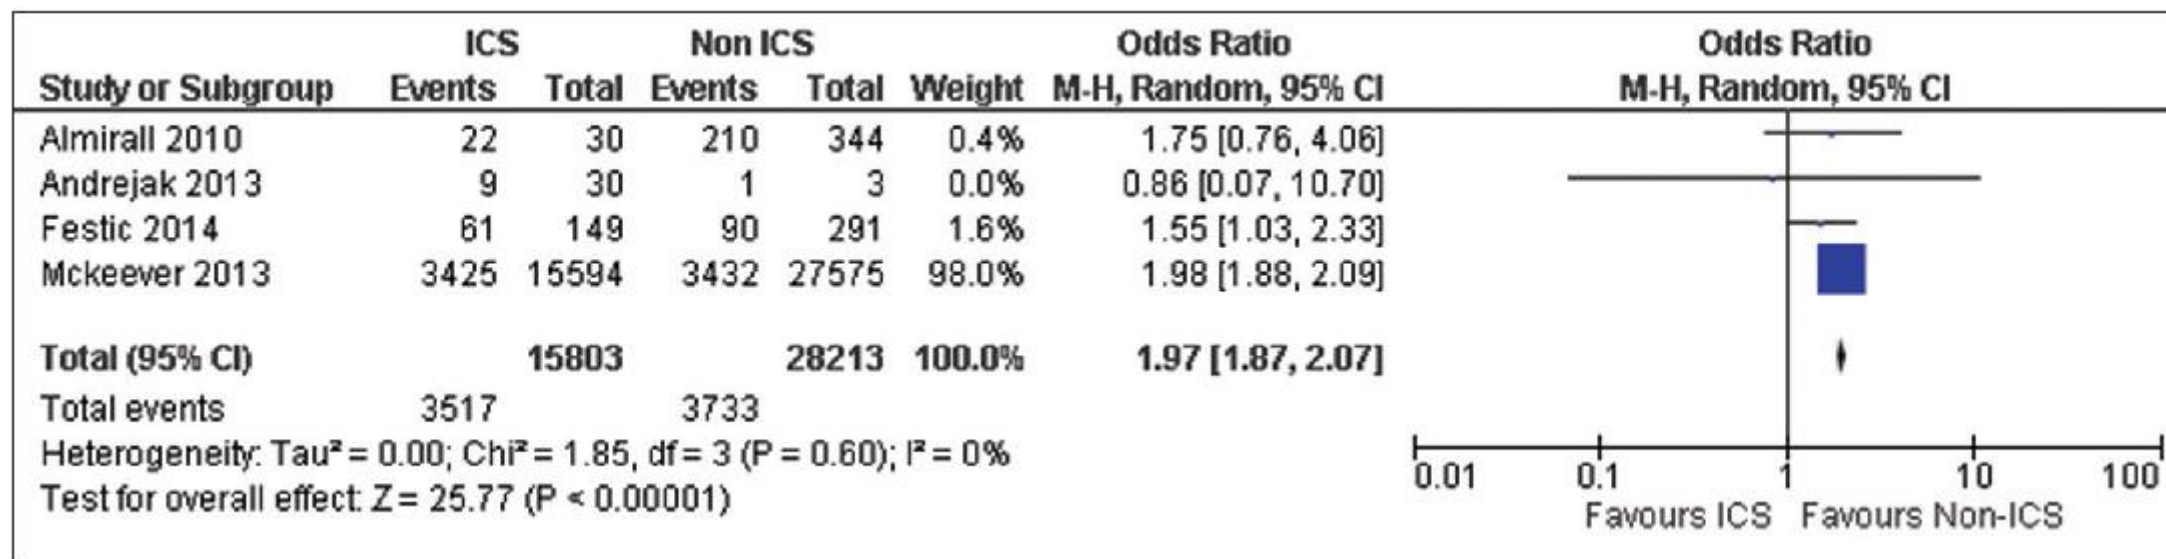 ICS Non ICS Odds Ratio Odds Ratio
Study or Subgroup Events Total Events Total Weight M-H, Random, 95% CI M-H, Random, 95% CI
Almirall 2010 22 30 210 344 0.4% 1.75 [0.76, 4.06]
Andrejak 2013 9 30 1 3 0.0% 0.86 [0.07, 10.70]
Festic 2014 61 149 90 291 1.6% 1.55 [1.03, 2.33]
Mckeever 2013 3425 15594 3432 27575 98.0% 1.98 [1.88, 2.09]
Total (95% CI) 15803 28213 100.0% 1.97 [1.87, 2.07]
Total events 3517 3733
Heterogeneity: Tau² = 0.00; Chi² = 1.85, df = 3 (P = 0.60); I² = 0%
Test for overall effect: Z = 25.77 (P < 0.00001)
0.01 0.1 1 10 100
Favours ICS Favours Non-ICS